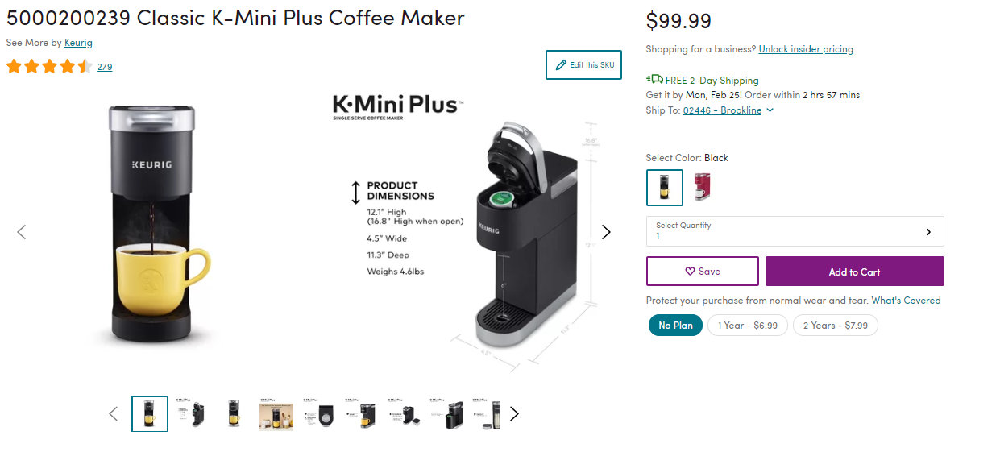 5000200239 Classic K-Mini Plus Coffee Maker
See More by Keurig
279
Edit this SKU
KEURIG
K·Mini Plus™
SINGLE SERVE COFFEE MAKER
PRODUCT
DIMENSIONS
12.1" High
(16.8" High when open)
4.5" Wide
11.3" Deep
Weighs 4.6lbs
16.8"
KEURIG
6"
12.1"
11.3"
4.5"
$99.99
Shopping for a business? Unlock insider pricing
FREE 2-Day Shipping
Get it by Mon, Feb 25! Order within 2 hrs 57 mins
Ship To: 02446 - Brookline
Select Color: Black
Select Quantity
1
Save
Add to Cart
Protect your purchase from normal wear and tear. What's Covered
No Plan
1 Year - $6.99
2 Years - $7.99